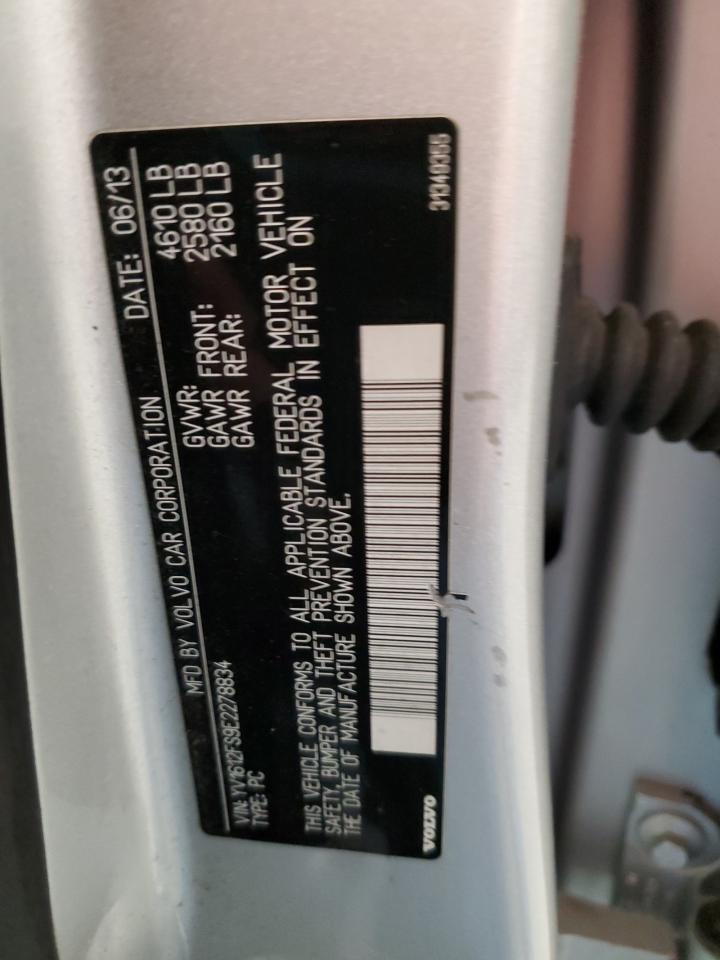 MFD BY VOLVO CAR CORPORATION DATE: 06/13
GVWR: 4610 LB
GAWR FRONT: 2580 LB
GAWR REAR: 2160 LB
VIN: YV1612FS9E2278834
TYPE: PC
THIS VEHICLE CONFORMS TO ALL APPLICABLE FEDERAL MOTOR VEHICLE
SAFETY, BUMPER AND THEFT PREVENTION STANDARDS IN EFFECT ON
THE DATE OF MANUFACTURE SHOWN ABOVE.
VOLVO
31349355